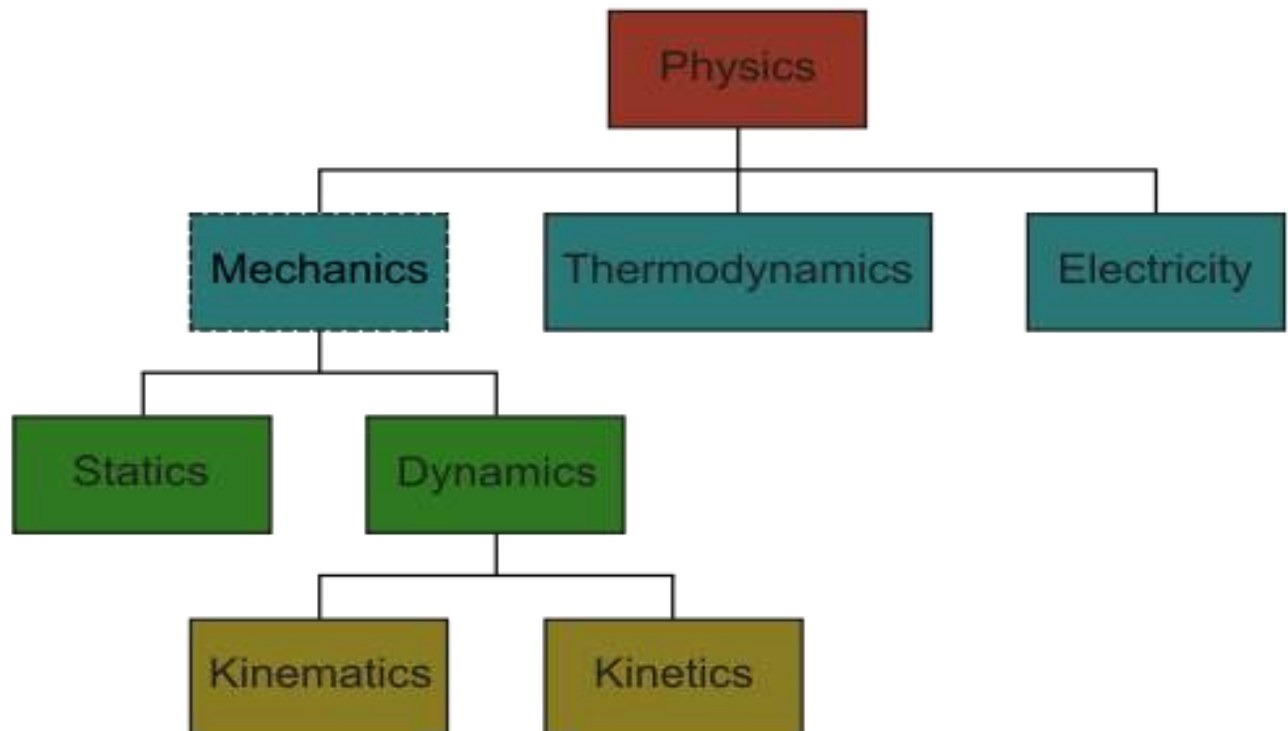 Physics
Mechanics
Thermodynamics
Electricity
Statics
Dynamics
Kinematics
Kinetics